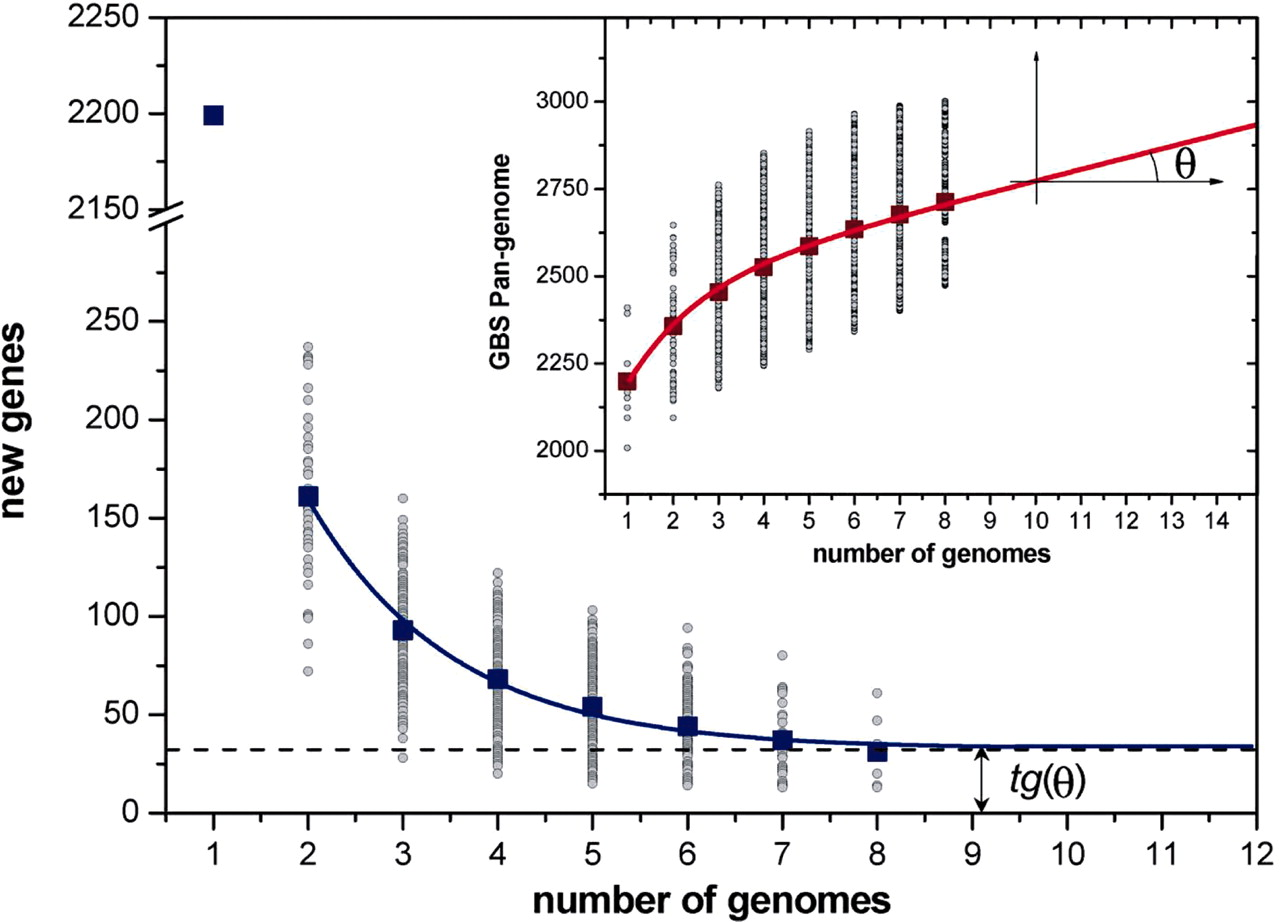 2250
2200
2150
250
200
150
100
50
0
new genes
1 2 3 4 5 6 7 8 9 10 11 12
number of genomes
tg(θ)
3000
2750
2500
2250
2000
GBS Pan-genome
θ
1 2 3 4 5 6 7 8 9 10 11 12 13 14
number of genomes